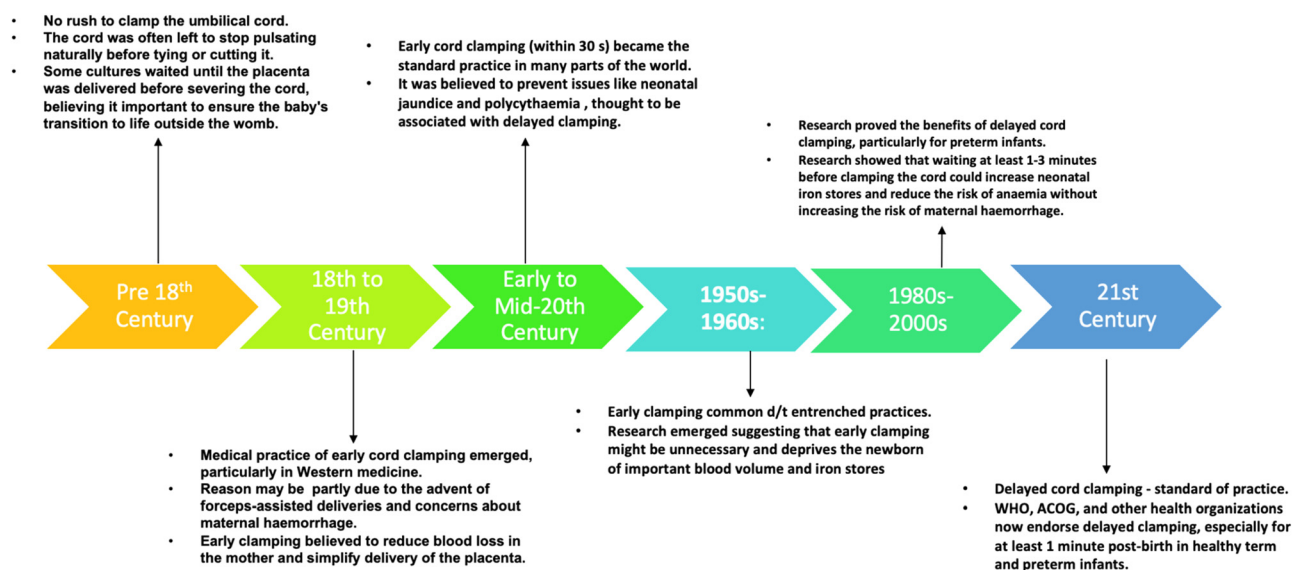 • No rush to clamp the umbilical cord.
• The cord was often left to stop pulsating
naturally before tying or cutting it.
• Some cultures waited until the placenta
was delivered before severing the cord,
believing it important to ensure the baby's
transition to life outside the womb.
• Early cord clamping (within 30 s) became the
standard practice in many parts of the world.
• It was believed to prevent issues like neonatal
jaundice and polycythaemia , thought to be
associated with delayed clamping.
• Research proved the benefits of delayed cord
clamping, particularly for preterm infants.
• Research showed that waiting at least 1-3 minutes
before clamping the cord could increase neonatal
iron stores and reduce the risk of anaemia without
increasing the risk of maternal haemorrhage.
Pre 18th
Century
18th to
19th
Century
Early to
Mid-20th
Century
1950s-
1960s:
1980s-
2000s
21st
Century
• Medical practice of early cord clamping emerged,
particularly in Western medicine.
• Reason may be partly due to the advent of
forceps-assisted deliveries and concerns about
maternal haemorrhage.
• Early clamping believed to reduce blood loss in
the mother and simplify delivery of the placenta.
• Early clamping common d/t entrenched practices.
• Research emerged suggesting that early clamping
might be unnecessary and deprives the newborn
of important blood volume and iron stores
• Delayed cord clamping - standard of practice.
• WHO, ACOG, and other health organizations
now endorse delayed clamping, especially for
at least 1 minute post-birth in healthy term
and preterm infants.